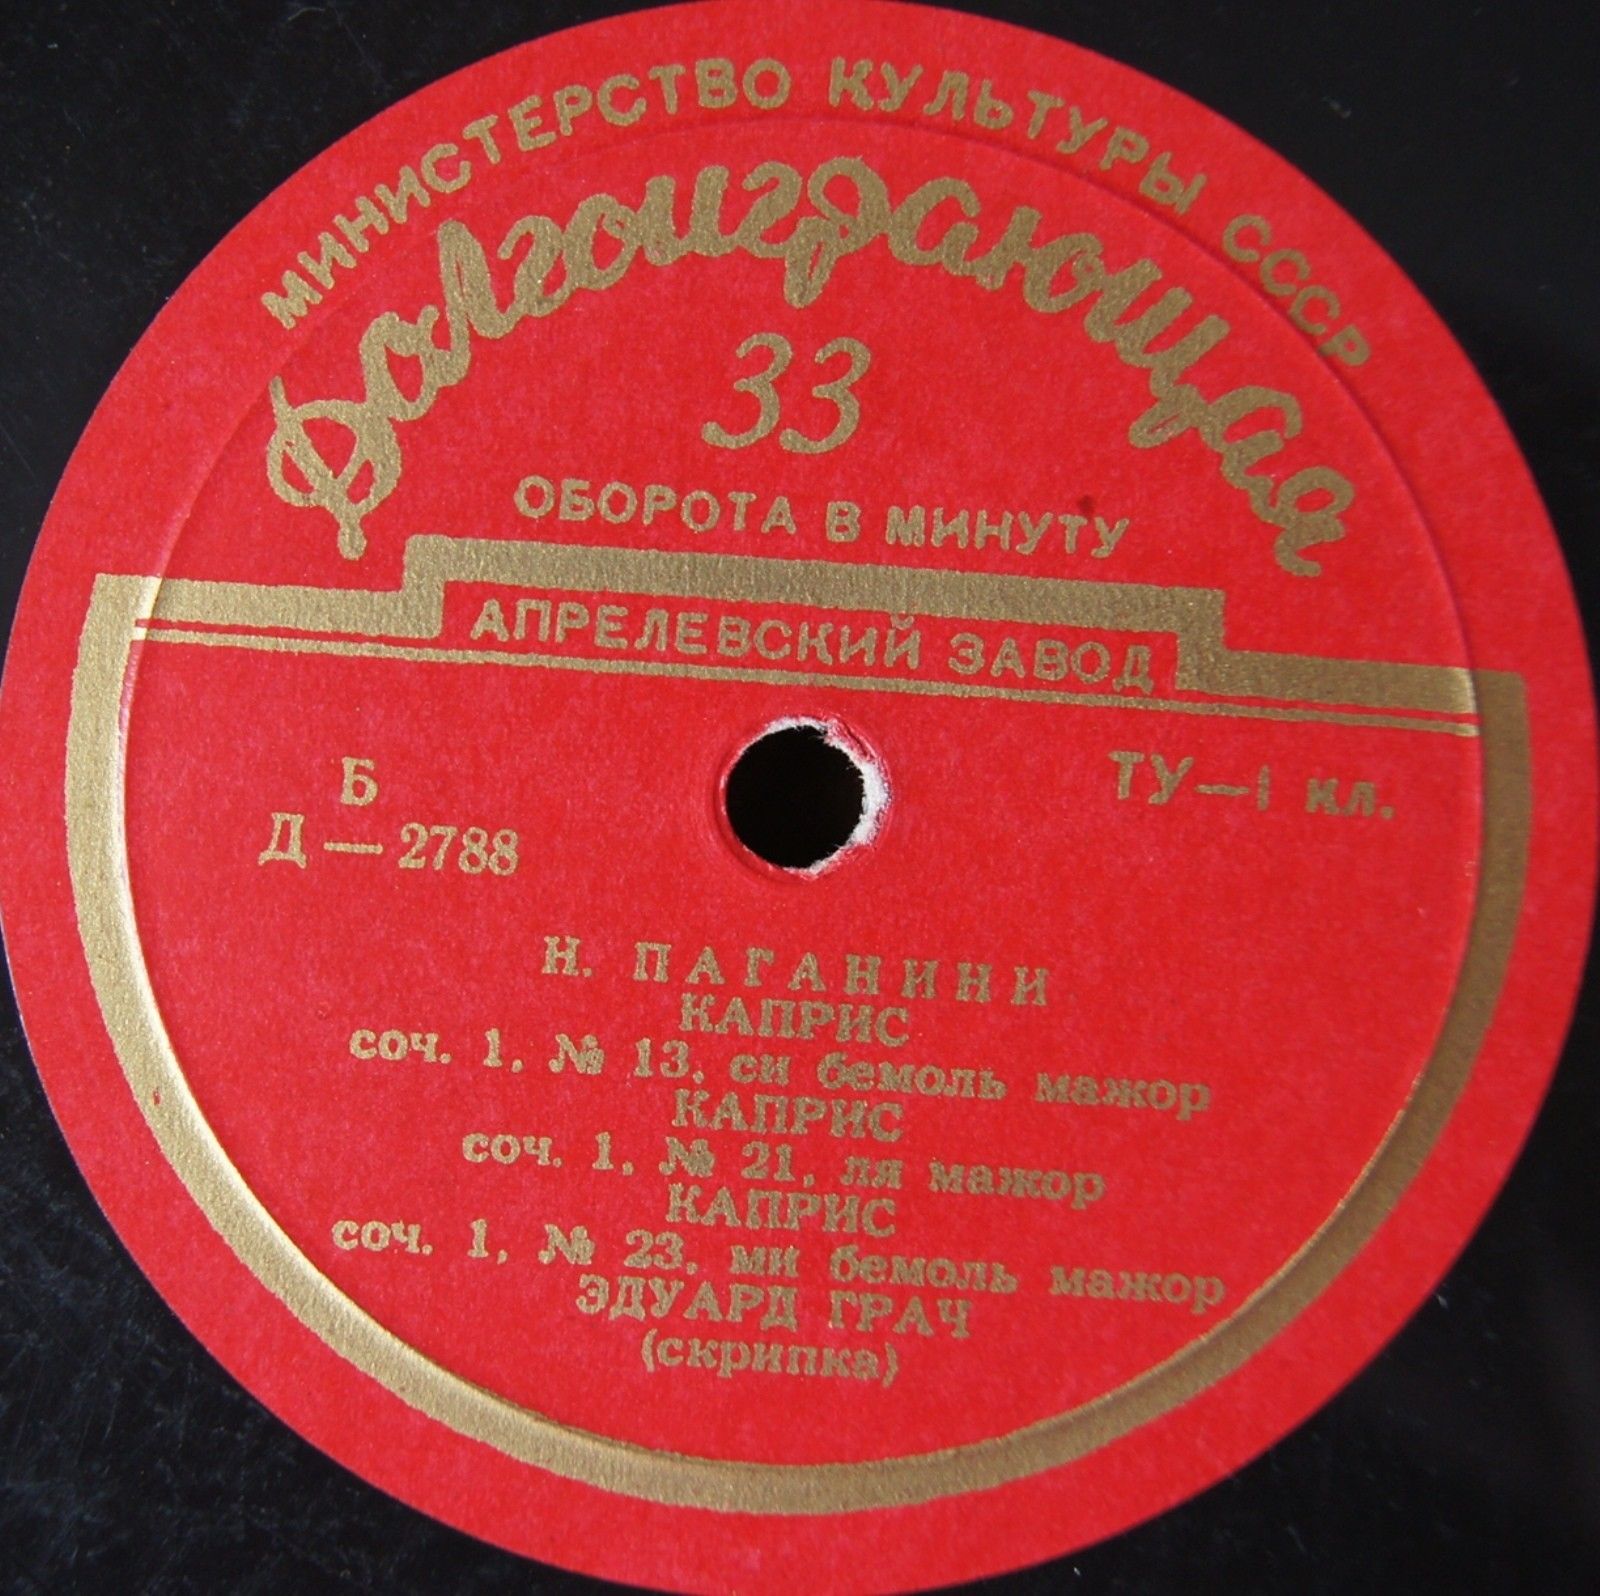 МИНИСТЕРСТВО КУЛЬТУРЫ СССР
Долгоиграющая
33
ОБОРОТА В МИНУТУ
АПРЕЛЕВСКИЙ ЗАВОД
Б
Д — 2788
ТУ—1 кл.
Н. ПАГАНИНИ
КАПРИС
соч. 1, № 13, си бемоль мажор
КАПРИС
соч. 1, № 21, ля мажор
КАПРИС
соч. 1, № 23, ми бемоль мажор
ЭДУАРД ГРАЧ
(скрипка)